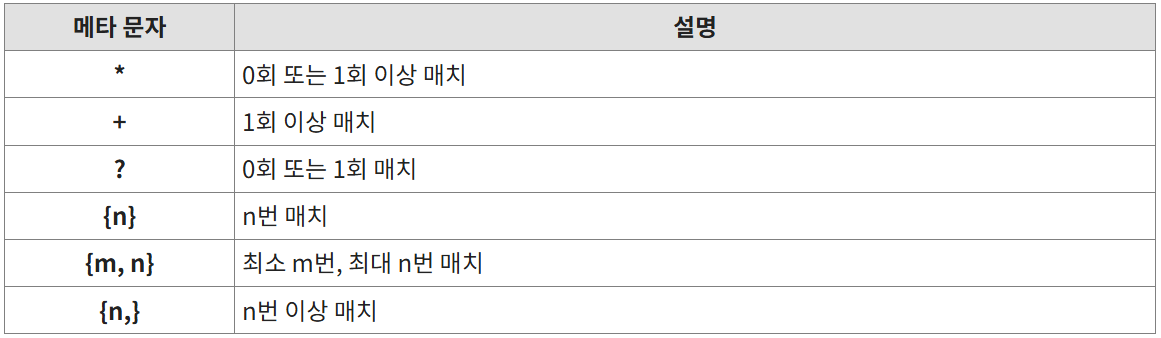 메타 문자 설명
* 0회 또는 1회 이상 매치
+ 1회 이상 매치
? 0회 또는 1회 매치
{n} n번 매치
{m, n} 최소 m번, 최대 n번 매치
{n,} n번 이상 매치